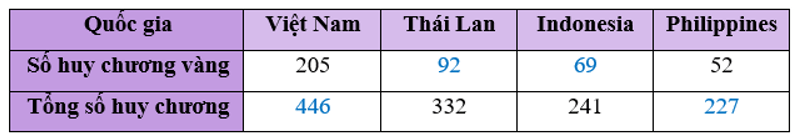 Quốc gia Việt Nam Thái Lan Indonesia Philippines
Số huy chương vàng 205 92 69 52
Tổng số huy chương 446 332 241 227